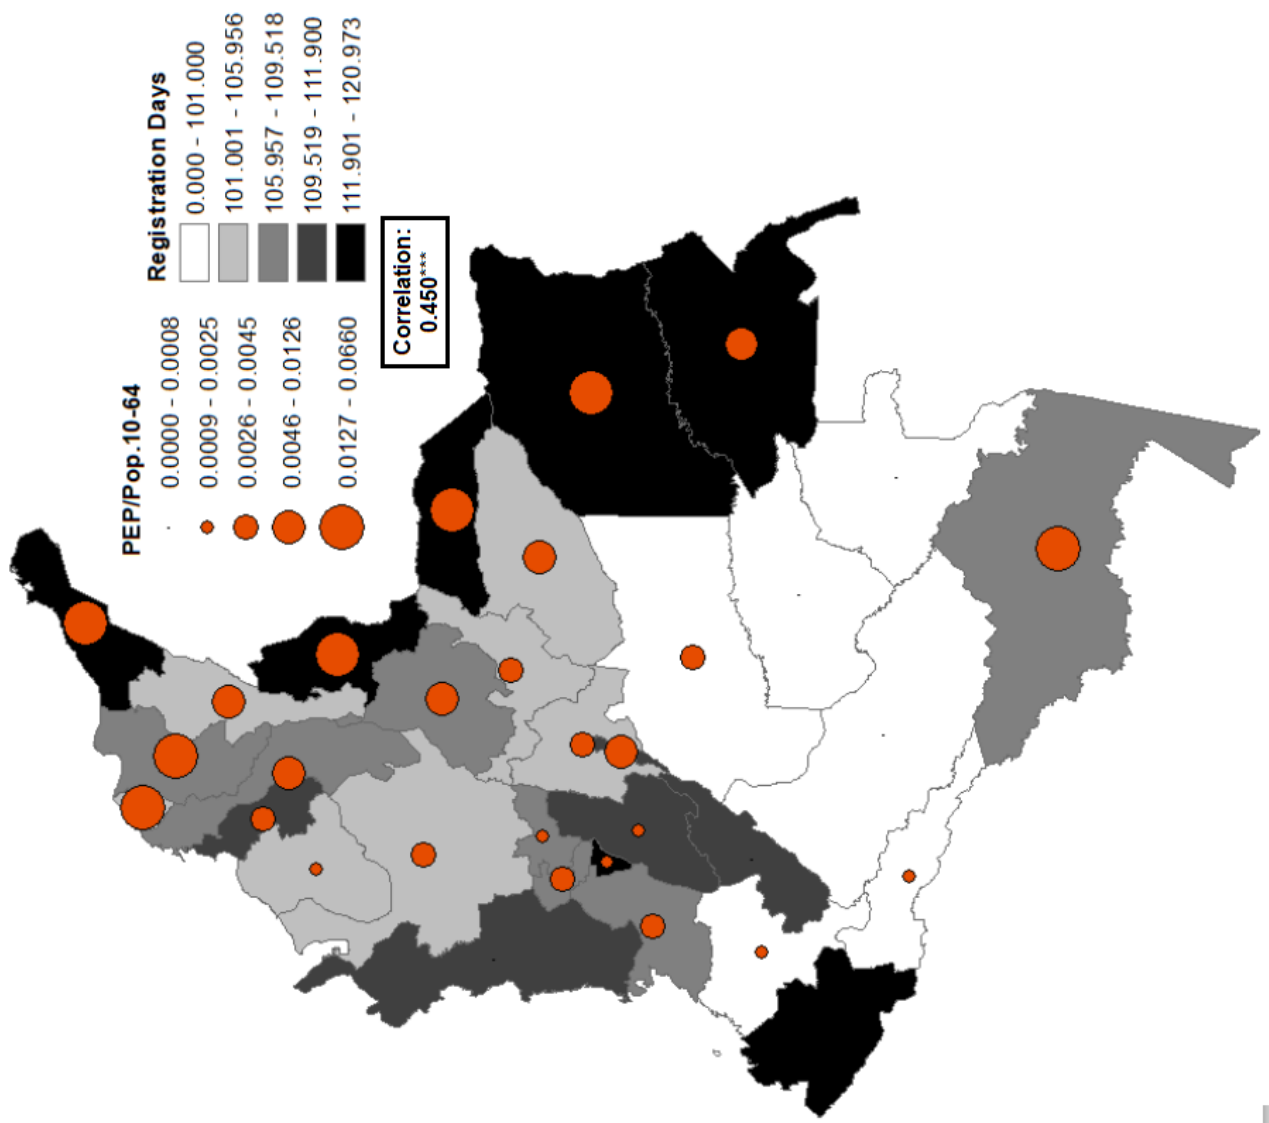 PEP/Pop.10-64
0.0000 - 0.0008
0.0009 - 0.0025
0.0026 - 0.0045
0.0046 - 0.0126
0.0127 - 0.0660
Registration Days
0.000 - 101.000
101.001 - 105.956
105.957 - 109.518
109.519 - 111.900
111.901 - 120.973
Correlation:
0.450***